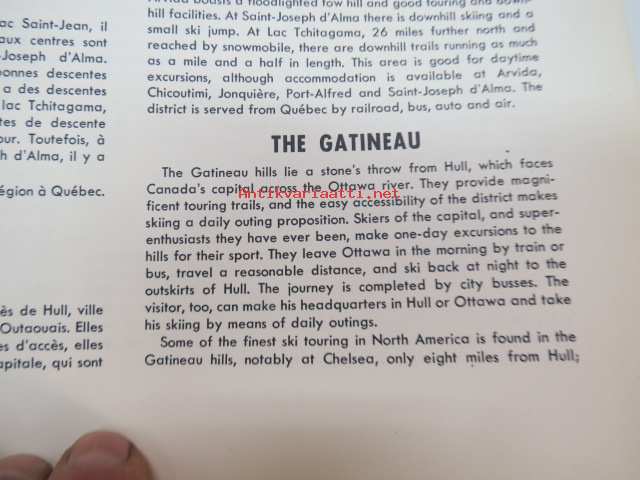 ac Saint-Jean, il
aux centres sont
-Joseph d'Alma.
onnes descentes
a des descentes
lac Tchitagama,
tes de descente
our. Toutefois, à
h d'Alma, il y a
égion à Québec.
ès de Hull, ville
Outaouais. Elles
es d'accès, elles
apitale, qui sont
Arvida boasts a floodlighted tow hill and good touring and down-
hill facilities. At Saint-Joseph d'Alma there is downhill skiing and a
small ski jump. At Lac Tchitagama, 26 miles further north and
reached by snowmobile, there are downhill trails running as much
as a mile and a half in length. This area is good for daytime
excursions, although accommodation is available at Arvida,
Chicoutimi, Jonquière, Port-Alfred and Saint-Joseph d'Alma. The
district is served from Québec by railroad, bus, auto and air.
THE GATINEAU
The Gatineau hills lie a stone's throw from Hull, which faces
Canada's capital across the Ottawa river. They provide magni-
ficent touring trails, and the easy accessibility of the district makes
skiing a daily outing proposition. Skiers of the capital, and super-
enthusiasts they have ever been, make one-day excursions to the
hills for their sport. They leave Ottawa in the morning by train or
bus, travel a reasonable distance, and ski back at night to the
outskirts of Hull. The journey is completed by city busses. The
visitor, too, can make his headquarters in Hull or Ottawa and take
his skiing by means of daily outings.
Some of the finest ski touring in North America is found in the
Gatineau hills, notably at Chelsea, only eight miles from Hull;
Antikvariaatti.net